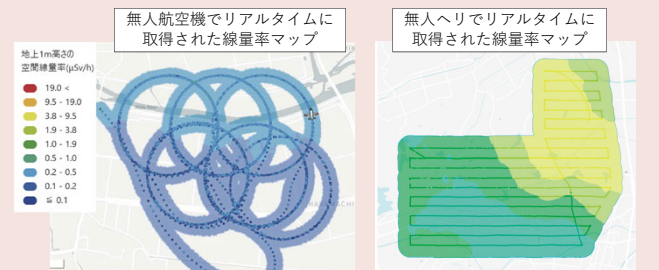 無人航空機でリアルタイムに
取得された線量率マップ
無人ヘリでリアルタイムに
取得された線量率マップ
地上1m高さの
空間線量率(μSv/h)
19.0 <
9.5 - 19.0
3.8 - 9.5
1.9 - 3.8
1.0 - 1.9
0.5 - 1.0
0.2 - 0.5
0.1 - 0.2
≦ 0.1